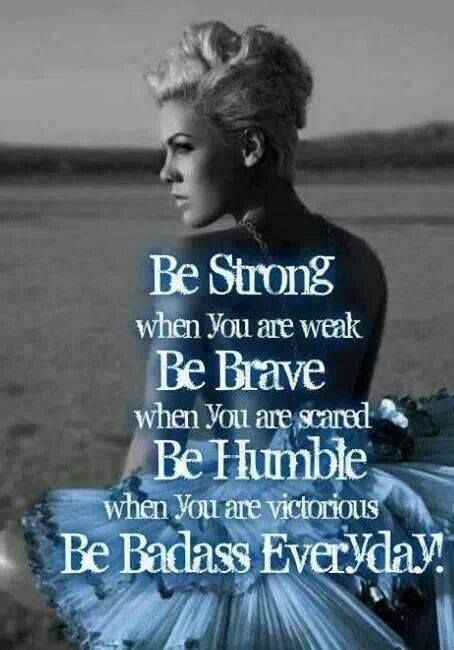 Be Strong
when You are weak
Be Brave
when You are scared
Be Humble
when You are victorious
Be Badass EverYdaY!